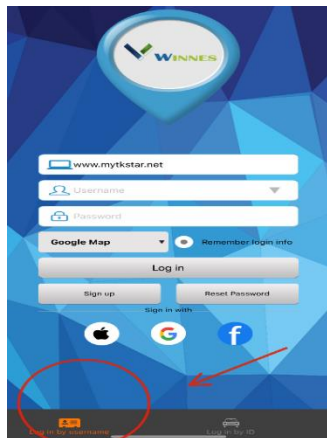 WINNES
www.mytkstar.net
Username
Password
Google Map
Remember login info
Log in
Sign up
Reset Password
Sign in with
Log in by username
Log in by ID